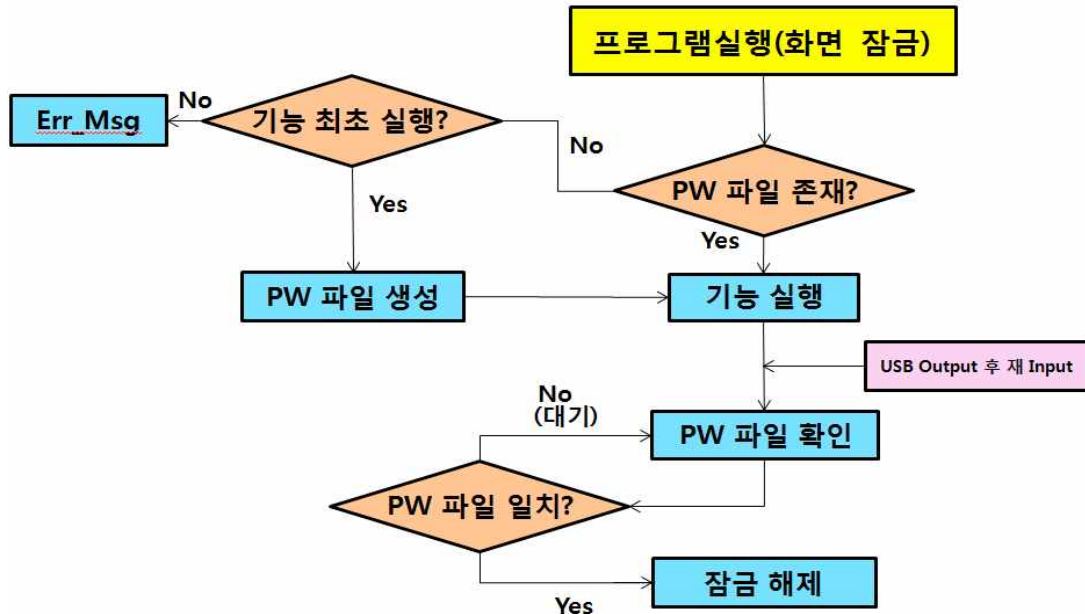 프로그램실행(화면 잠금)
No
Err_Msg
기능 최초 실행?
No
PW 파일 존재?
Yes
Yes
PW 파일 생성
기능 실행
USB Output 후 재 Input
No
(대기)
PW 파일 확인
PW 파일 일치?
잠금 해제
Yes